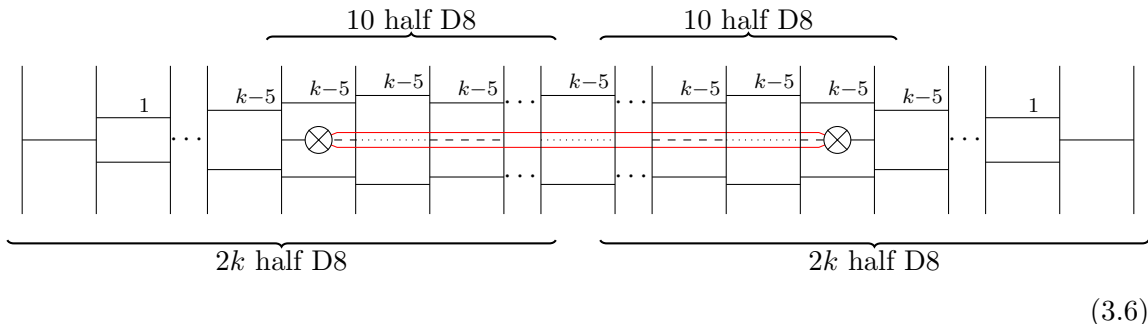 10 half D8 10 half D8
1 k−5 k−5 k−5 k−5 k−5 k−5 k−5 k−5 k−5 1
... ... ... ...
... ...
2k half D8 2k half D8
(3.6)